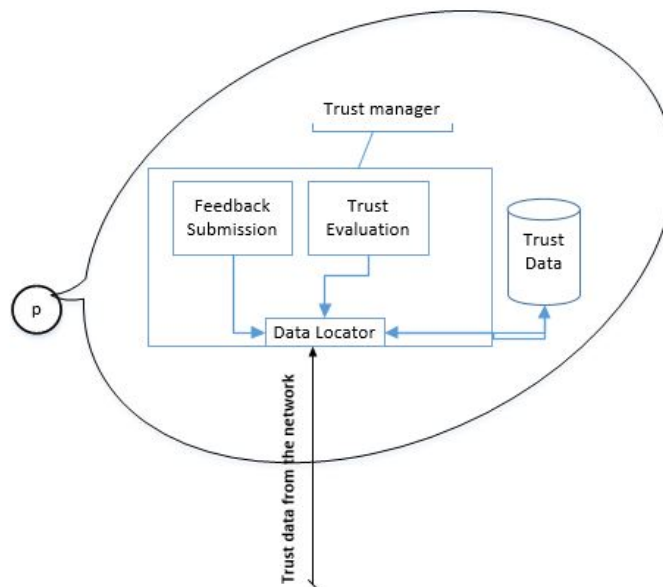 Trust manager
Feedback
Submission
Trust
Evaluation
Trust
Data
p
Data Locator
Trust data from the network